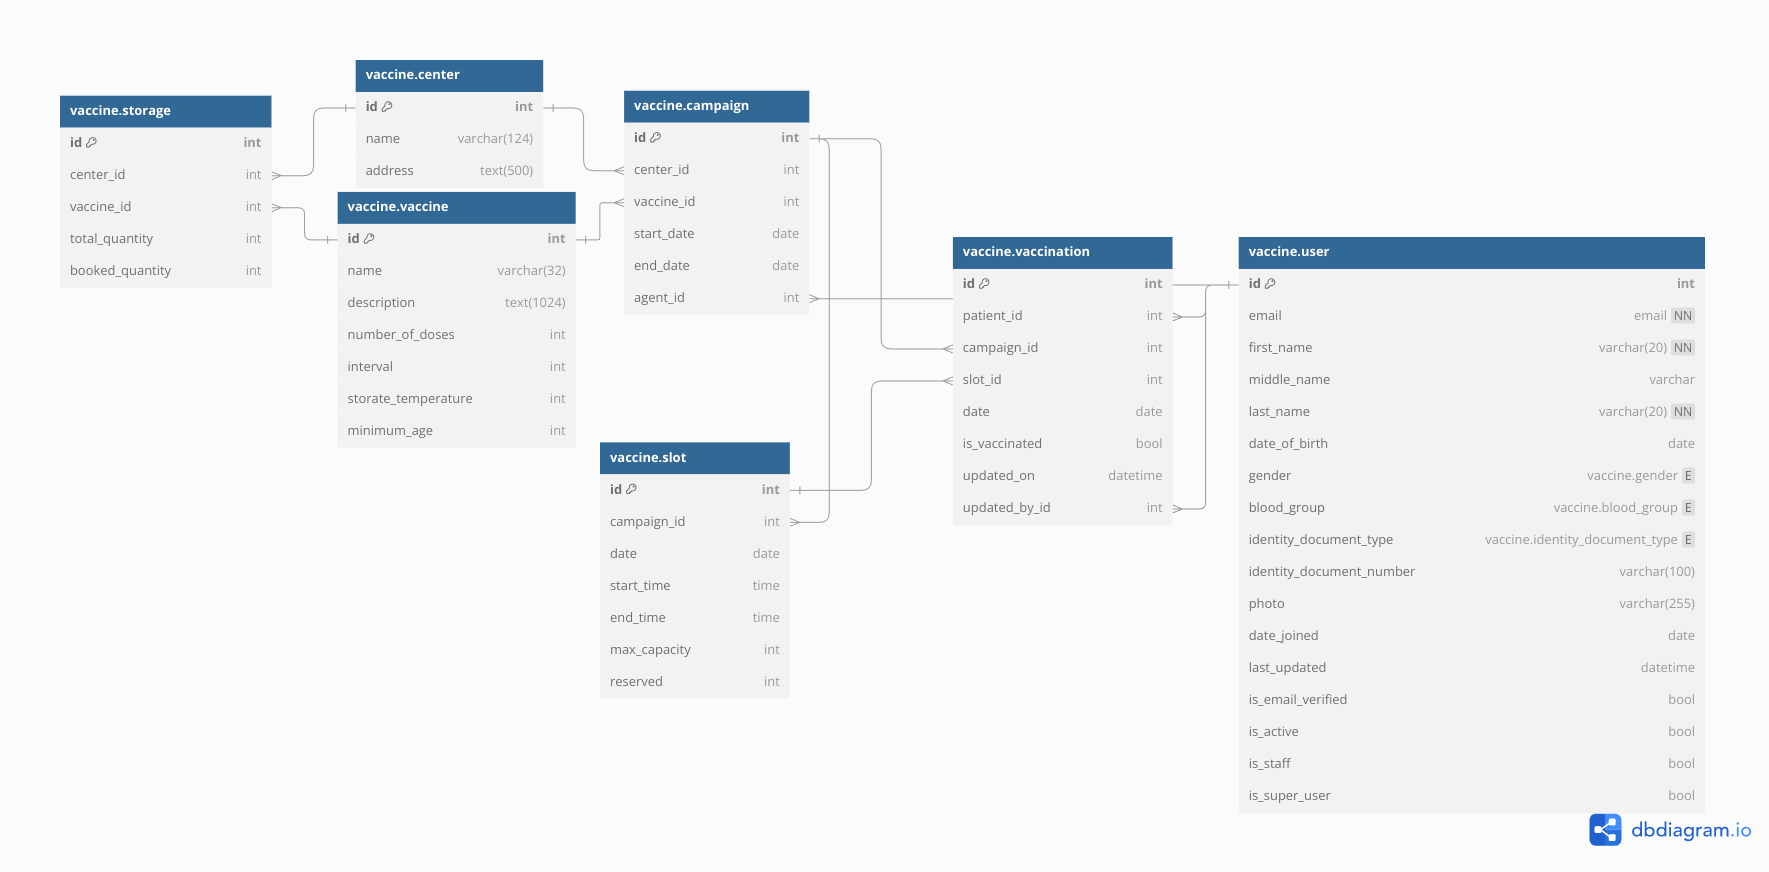 vaccine.storage
id int
center_id int
vaccine_id int
total_quantity int
booked_quantity int
vaccine.center
id int
name varchar(124)
address text(500)
vaccine.vaccine
id int
name varchar(32)
description text(1024)
number_of_doses int
interval int
storate_temperature int
minimum_age int
vaccine.campaign
id int
center_id int
vaccine_id int
start_date date
end_date date
agent_id int
vaccine.slot
id int
campaign_id int
date date
start_time time
end_time time
max_capacity int
reserved int
vaccine.vaccination
id int
patient_id int
campaign_id int
slot_id int
date date
is_vaccinated bool
updated_on datetime
updated_by_id int
vaccine.user
id int
email email NN
first_name varchar(20) NN
middle_name varchar
last_name varchar(20) NN
date_of_birth date
gender vaccine.gender E
blood_group vaccine.blood_group E
identity_document_type vaccine.identity_document_type E
identity_document_number varchar(100)
photo varchar(255)
date_joined date
last_updated datetime
is_email_verified bool
is_active bool
is_staff bool
is_super_user bool
dbdiagram.io